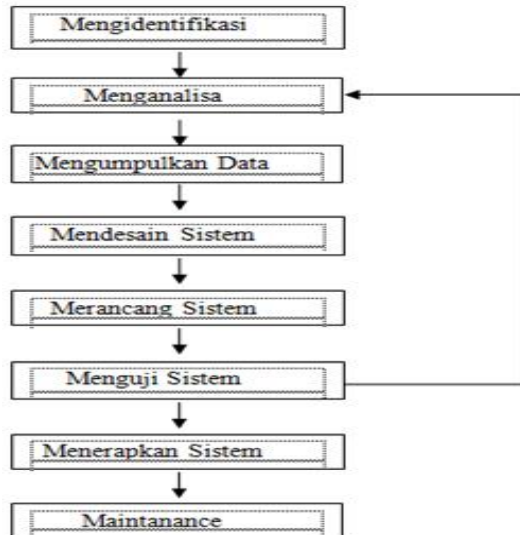 Mengidentifikasi
Menganalisa
Mengumpulkan Data
Mendesain Sistem
Merancang Sistem
Menguji Sistem
Menerapkan Sistem
Maintanance